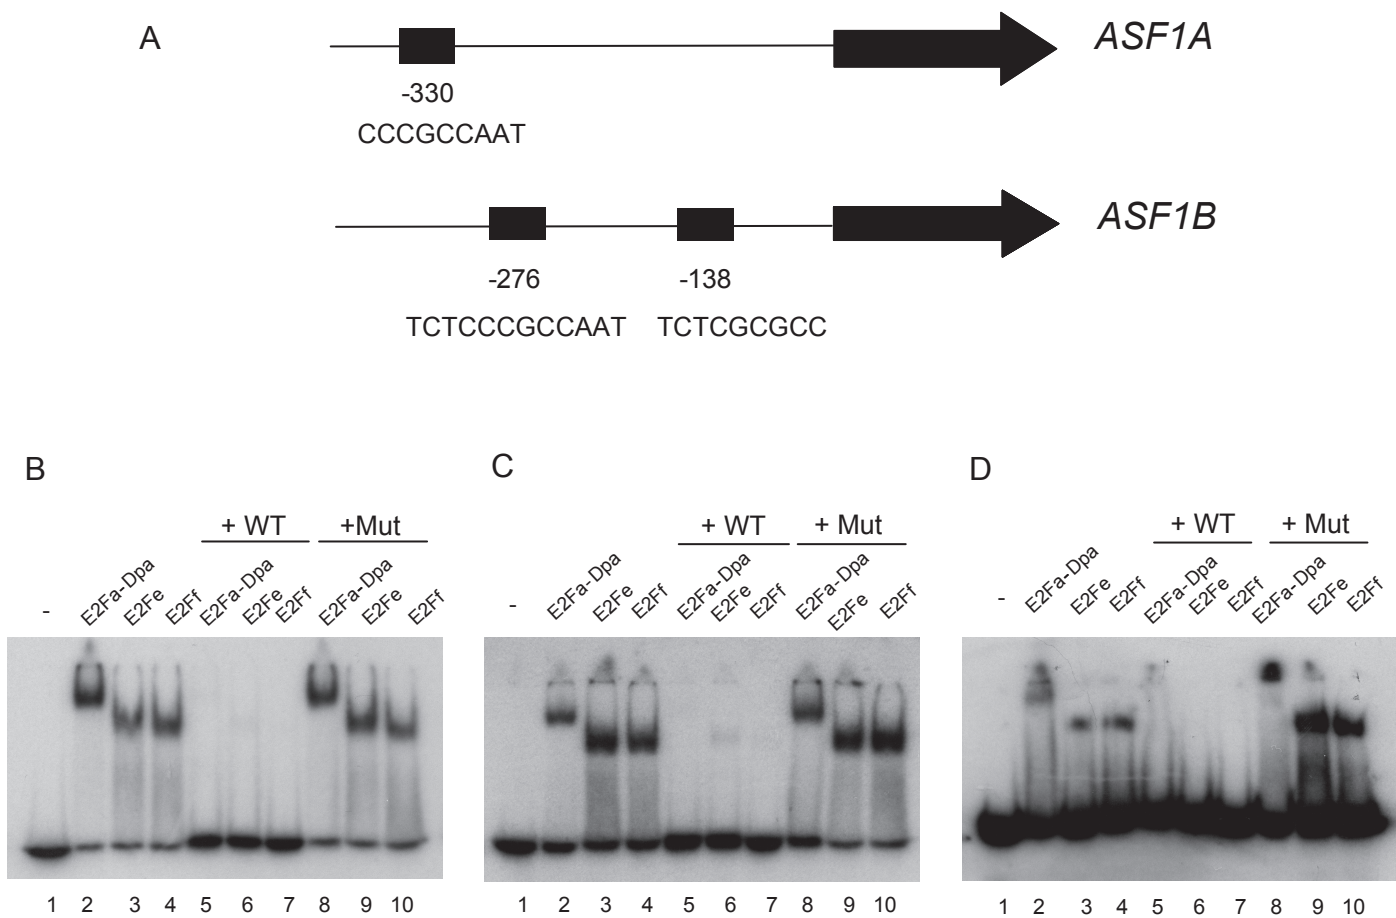 A
ASF1A
-330
CCCGCCAAT
ASF1B
-276 -138
TCTCCCGCCAAT TCTCGCGCC
B
+ WT +Mut
- E2Fa-Dpa E2Fe E2Ff E2Fa-Dpa E2Fe E2Ff E2Fa-Dpa E2Fe E2Ff
1 2 3 4 5 6 7 8 9 10
C
+ WT + Mut
- E2Fa-Dpa E2Fe E2Ff E2Fa-Dpa E2Fe E2Ff E2Fa-Dpa E2Fe E2Ff
1 2 3 4 5 6 7 8 9 10
D
+ WT + Mut
- E2Fa-Dpa E2Fe E2Ff E2Fa-Dpa E2Fe E2Ff E2Fa-Dpa E2Fe E2Ff
1 2 3 4 5 6 7 8 9 10